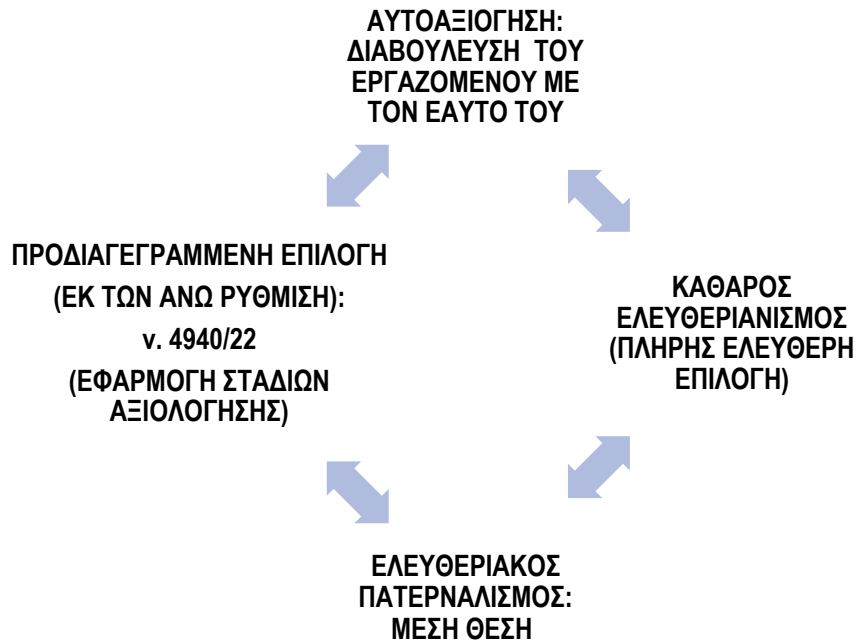 ΑΥΤΟΑΞΙΟΓΗΣΗ:
ΔΙΑΒΟΥΛΕΥΣΗ ΤΟΥ
ΕΡΓΑΖΟΜΕΝΟΥ ΜΕ
ΤΟΝ ΕΑΥΤΟ ΤΟΥ
ΠΡΟΔΙΑΓΕΓΡΑΜΜΕΝΗ ΕΠΙΛΟΓΗ
(ΕΚ ΤΩΝ ΑΝΩ ΡΥΘΜΙΣΗ):
ν. 4940/22
(ΕΦΑΡΜΟΓΗ ΣΤΑΔΙΩΝ
ΑΞΙΟΛΟΓΗΣΗΣ)
ΚΑΘΑΡΟΣ
ΕΛΕΥΘΕΡΙΑΝΙΣΜΟΣ
(ΠΛΗΡΗΣ ΕΛΕΥΘΕΡΗ
ΕΠΙΛΟΓΗ)
ΕΛΕΥΘΕΡΙΑΚΟΣ
ΠΑΤΕΡΝΑΛΙΣΜΟΣ:
ΜΕΣΗ ΘΕΣΗ